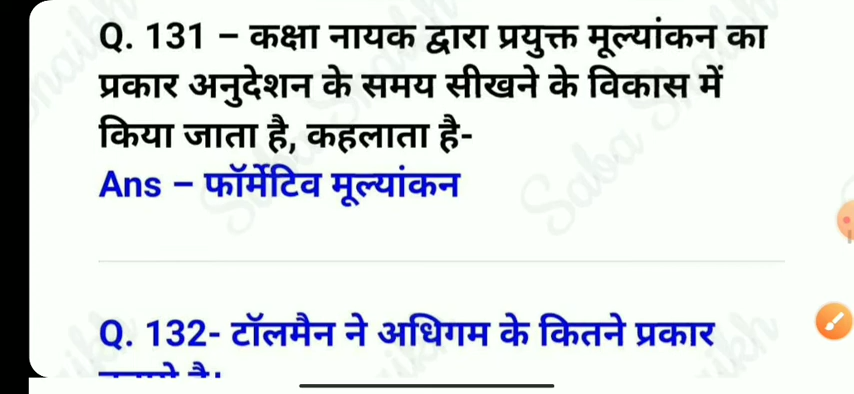 Q. 131 – कक्षा नायक द्वारा प्रयुक्त मूल्यांकन का
प्रकार अनुदेशन के समय सीखने के विकास में
किया जाता है, कहलाता है-
Ans – फॉर्मेटिव मूल्यांकन
Q. 132- टॉलमैन ने अधिगम के कितने प्रकार